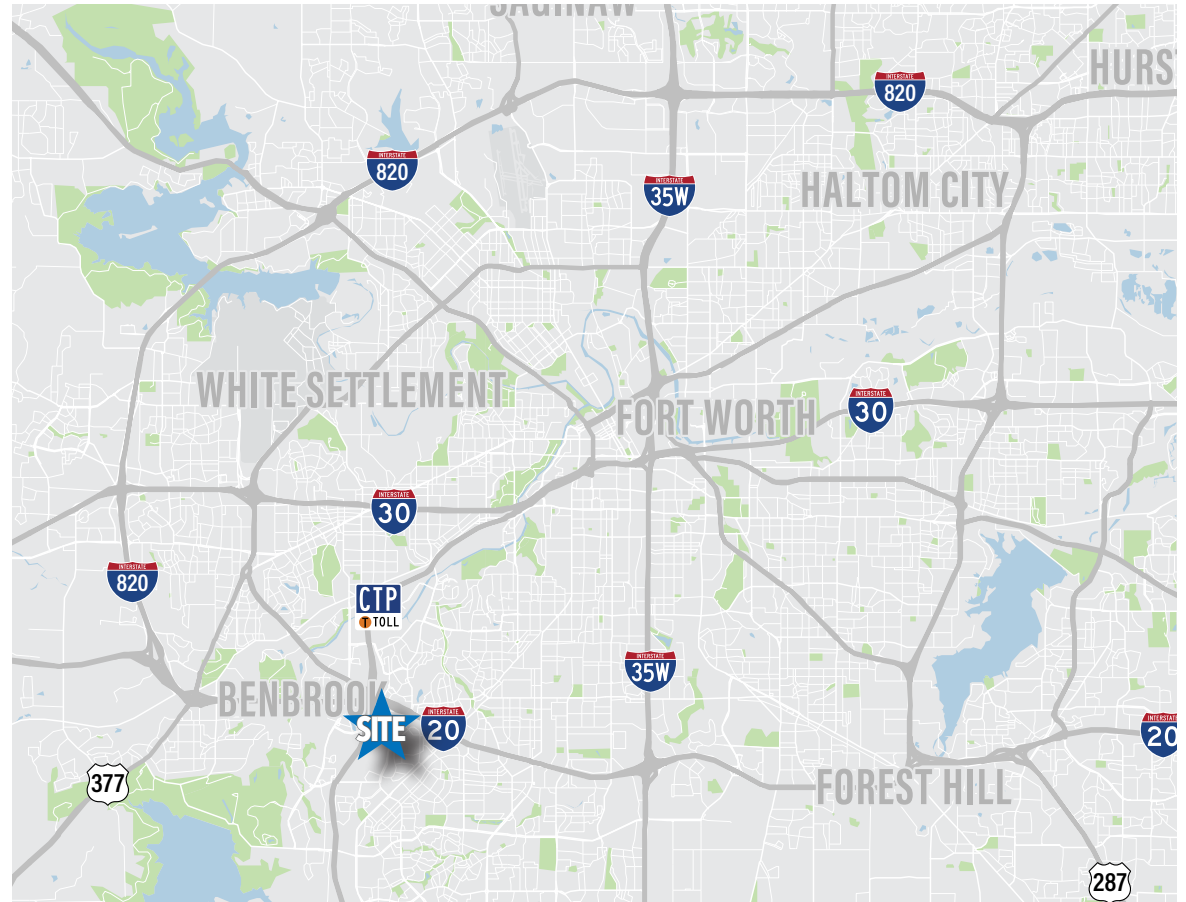 SAGINAW
HURST
INTERSTATE
820
INTERSTATE
820
INTERSTATE
35W
HALTOM CITY
WHITE SETTLEMENT
FORT WORTH
INTERSTATE
30
INTERSTATE
30
INTERSTATE
820
CTP
T TOLL
INTERSTATE
35W
BENBROOK
SITE
INTERSTATE
20
INTERSTATE
20
377
FOREST HILL
287